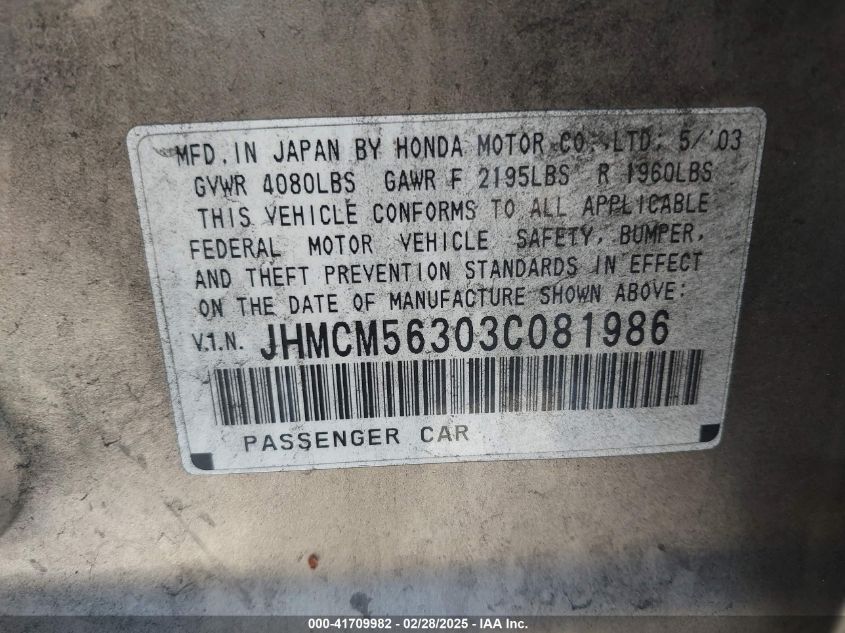 MFD. IN JAPAN BY HONDA MOTOR CO., LTD. 5/'03
GVWR 4080LBS GAWR F 2195LBS R 1960LBS
THIS VEHICLE CONFORMS TO ALL APPLICABLE
FEDERAL MOTOR VEHICLE SAFETY, BUMPER,
AND THEFT PREVENTION STANDARDS IN EFFECT
ON THE DATE OF MANUFACTURE SHOWN ABOVE:
V.I.N. JHMCM56303C081986
PASSENGER CAR
000-41709982 / 02/28/2025 - IAA Inc.